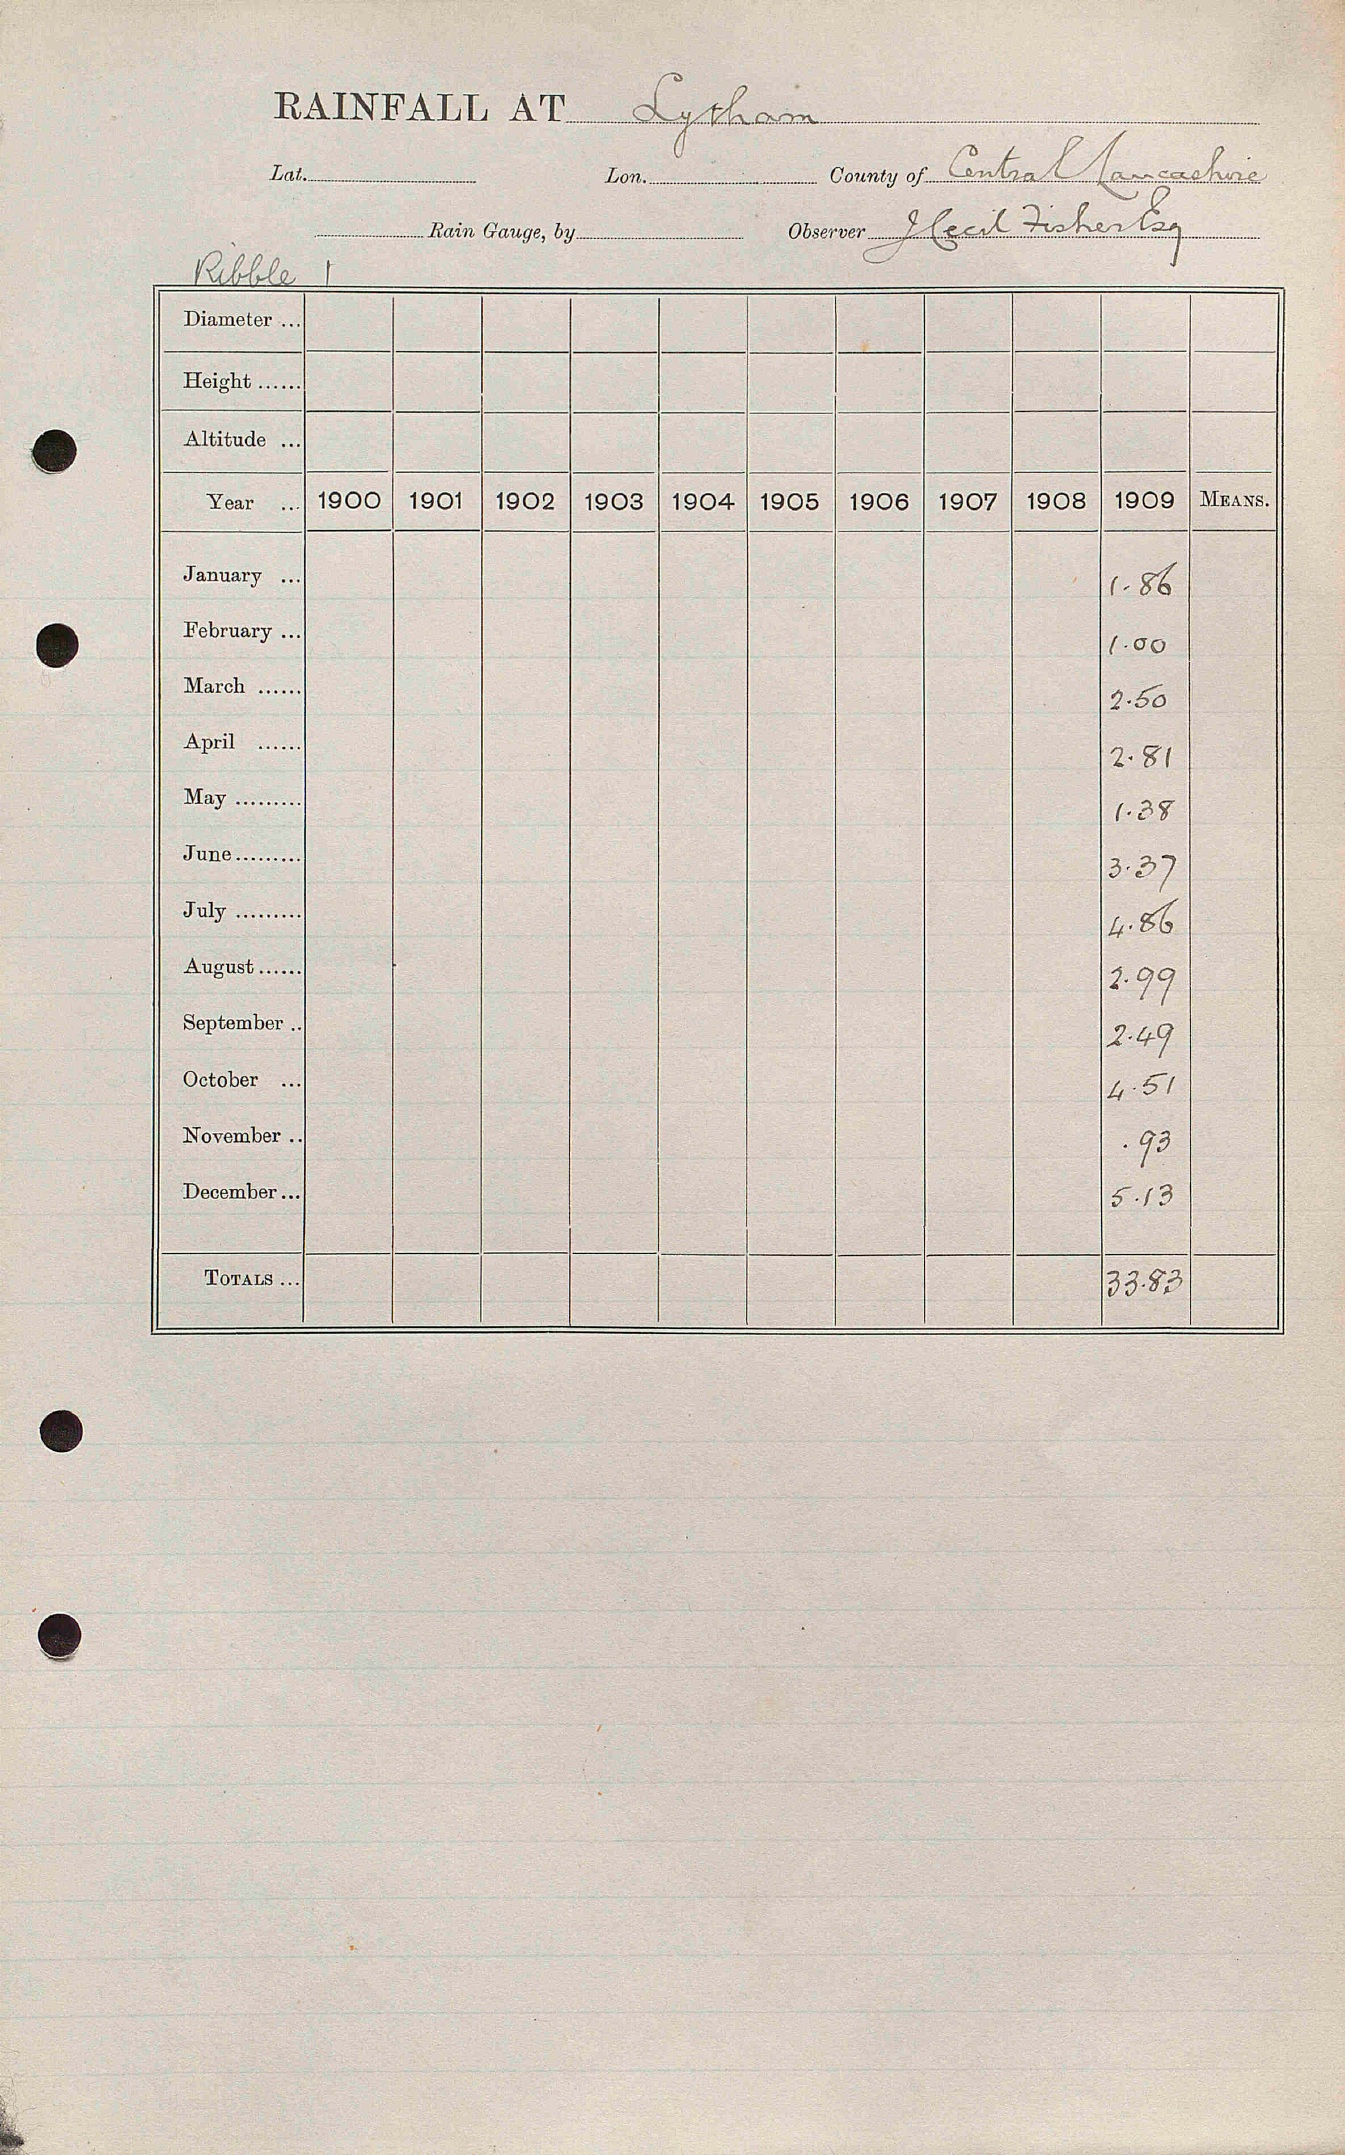 RAINFALL AT Lytham
Lat. Lon. County of Central Lancashire
Rain Gauge, by Observer J Cecil Fisher Esq
Ribble 1
Diameter ...
Height ......
Altitude ...
Year ... 1900 1901 1902 1903 1904 1905 1906 1907 1908 1909 MEANS.
January ... 1.86
February ... 1.00
March ...... 2.50
April ...... 2.81
May ......... 1.38
June ......... 3.37
July ......... 4.86
August ...... 2.99
September .. 2.49
October ... 4.51
November .. .93
December ... 5.13
TOTALS ... 33.83